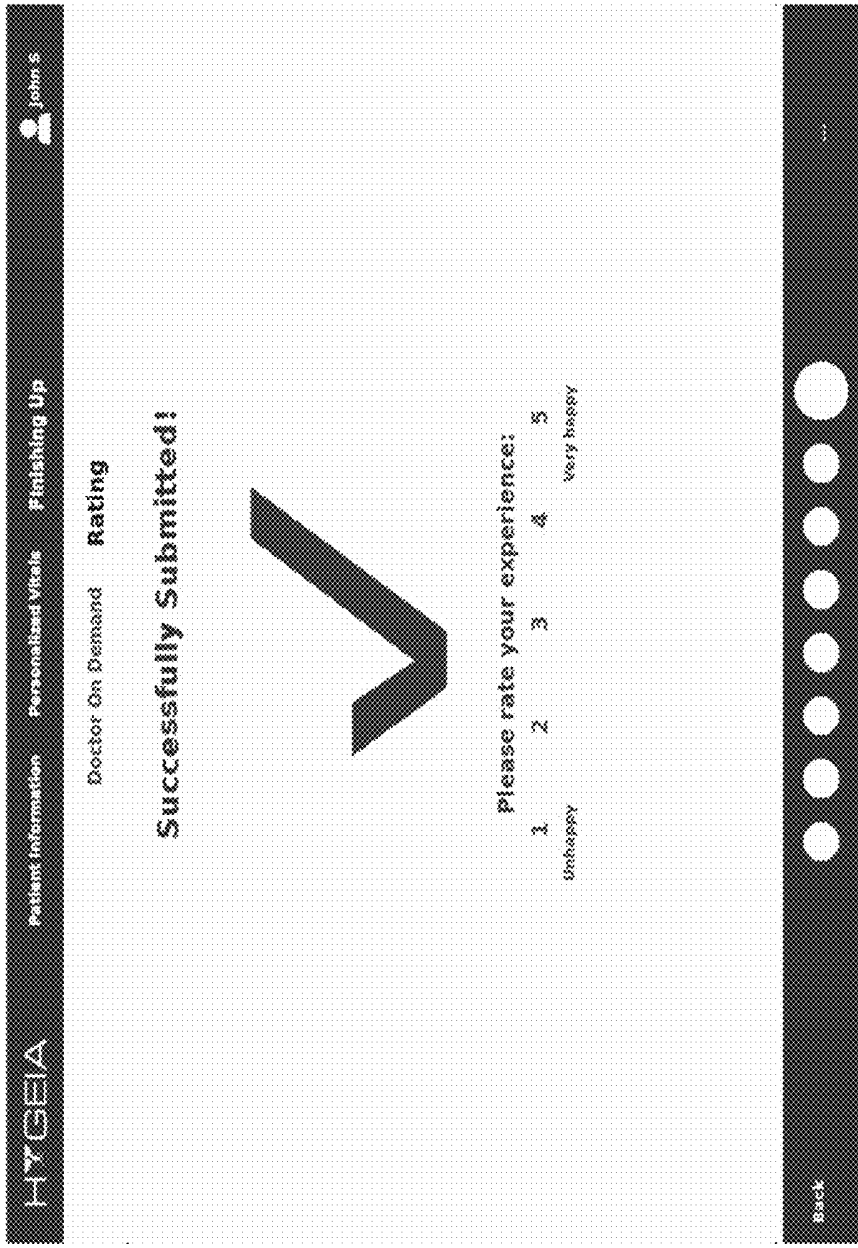 HYGEIA Patient Information Personalized Vitals Finishing Up John S
Doctor On Demand Rating
Successfully Submitted!
Please rate your experience:
1 2 3 4 5
Unhappy Very happy
Back